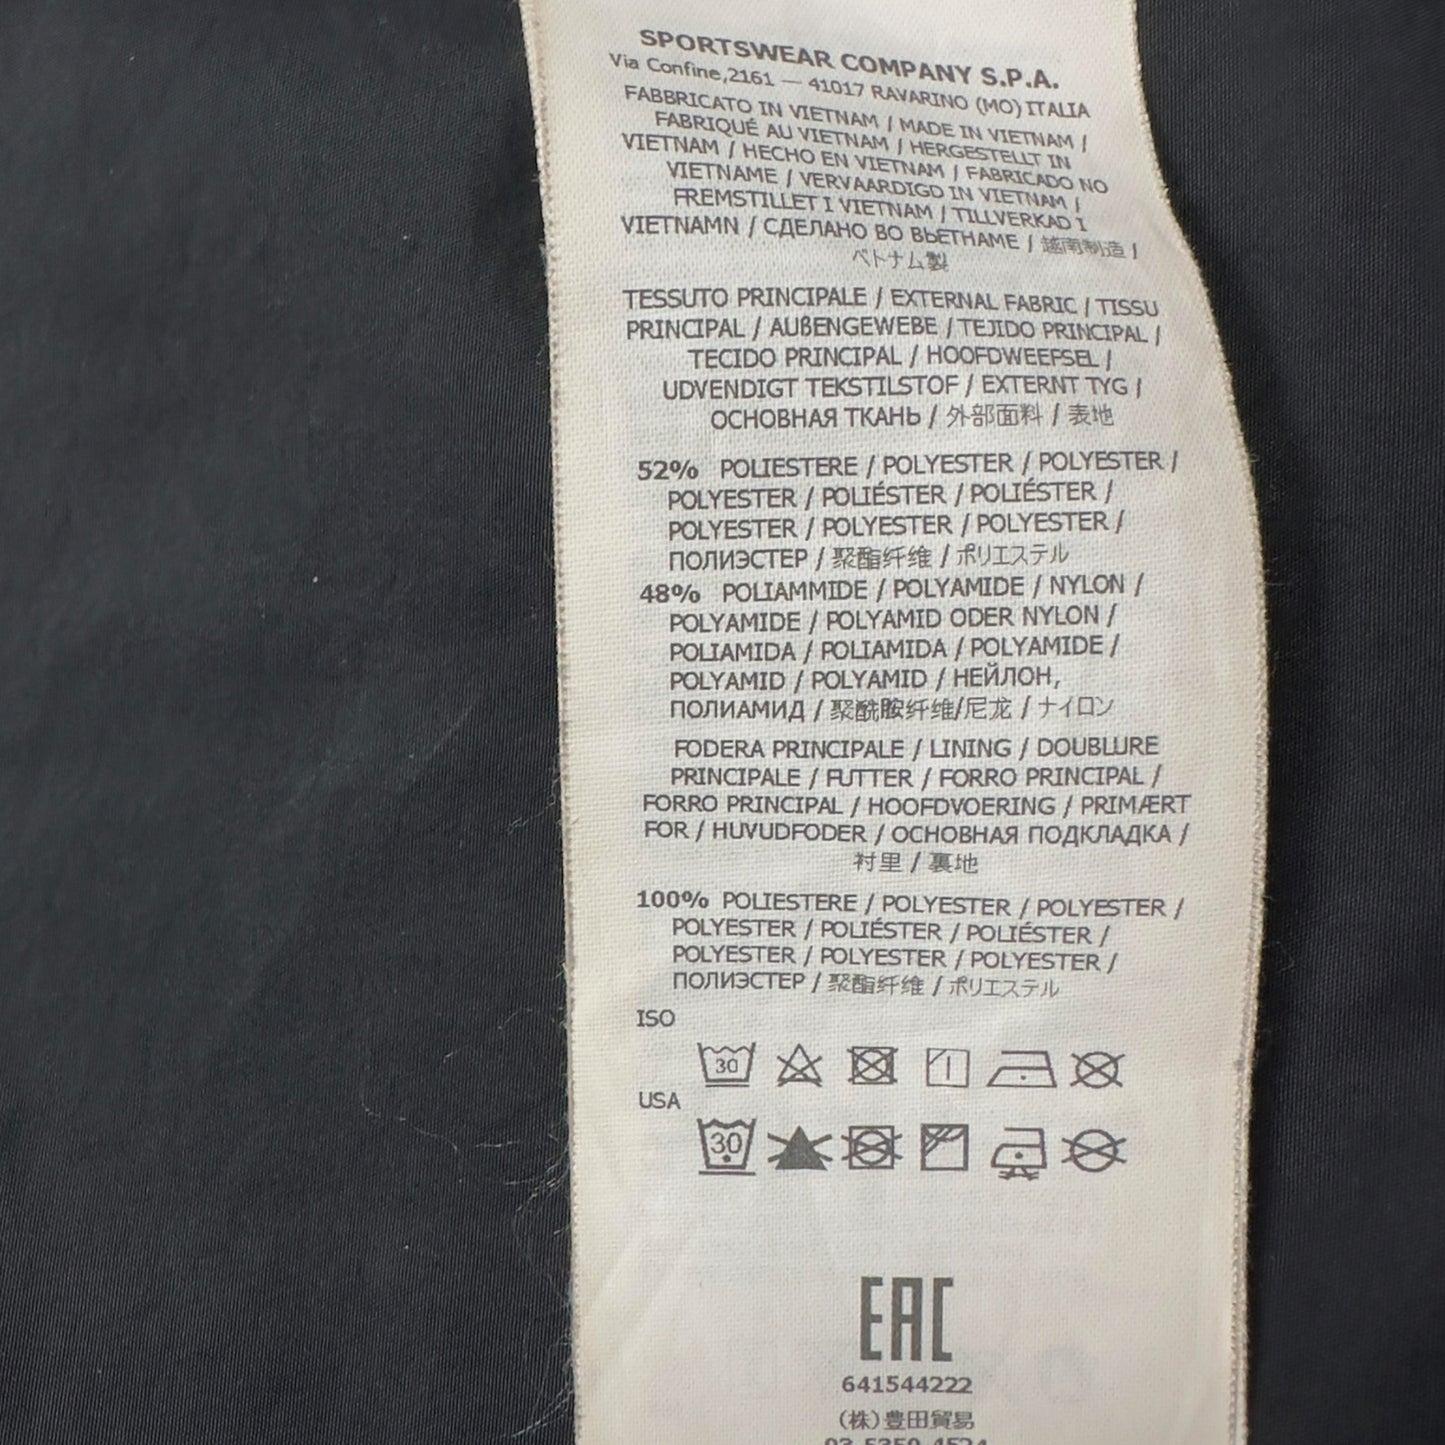 SPORTSWEAR COMPANY S.P.A.
Via Confine,2161 — 41017 RAVARINO (MO) ITALIA
FABBRICATO IN VIETNAM / MADE IN VIETNAM /
FABRIQUÉ AU VIETNAM / HERGESTELLT IN
VIETNAM / HECHO EN VIETNAM / FABRICADO NO
VIETNAME / VERVAARDIGD IN VIETNAM /
FREMSTILLET I VIETNAM / TILLVERKAD I
VIETNAMN / СДЕЛАНО ВО ВЬЕТНАМЕ / 越南制造 /
ベトナム製
TESSUTO PRINCIPALE / EXTERNAL FABRIC / TISSU
PRINCIPAL / AUßENGEWEBE / TEJIDO PRINCIPAL /
TECIDO PRINCIPAL / HOOFDWEEFSEL /
UDVENDIGT TEKSTILSTOF / EXTERNT TYG /
ОСНОВНАЯ ТКАНЬ / 外部面料 / 表地
52% POLIESTERE / POLYESTER / POLYESTER /
POLYESTER / POLIÉSTER / POLIÉSTER /
POLYESTER / POLYESTER / POLYESTER /
ПОЛИЭСТЕР / 聚酯纤维 / ポリエステル
48% POLIAMMIDE / POLYAMIDE / NYLON /
POLYAMIDE / POLYAMID ODER NYLON /
POLIAMIDA / POLIAMIDA / POLYAMIDE /
POLYAMID / POLYAMID / НЕЙЛОН,
ПОЛИАМИД / 聚酰胺纤维/尼龙 / ナイロン
FODERA PRINCIPALE / LINING / DOUBLURE
PRINCIPALE / FUTTER / FORRO PRINCIPAL /
FORRO PRINCIPAL / HOOFDVOERING / PRIMÆRT
FOR / HUVUDFODER / ОСНОВНАЯ ПОДКЛАДКА /
衬里 / 裏地
100% POLIESTERE / POLYESTER / POLYESTER /
POLYESTER / POLIÉSTER / POLIÉSTER /
POLYESTER / POLYESTER / POLYESTER /
ПОЛИЭСТЕР / 聚酯纤维 / ポリエステル
ISO
30
USA
30
EAC
641544222
(株)豊田貿易
03-5350-4524